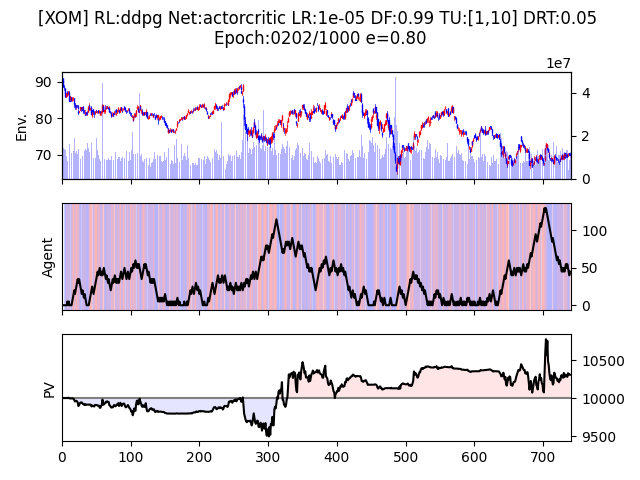 [XOM] RL:ddpg Net:actorcritic LR:1e-05 DF:0.99 TU:[1,10] DRT:0.05
Epoch:0202/1000 e=0.80
1e7
90
80
70
Env.
4
2
0
Agent
100
50
0
PV
10500
10000
9500
0 100 200 300 400 500 600 700